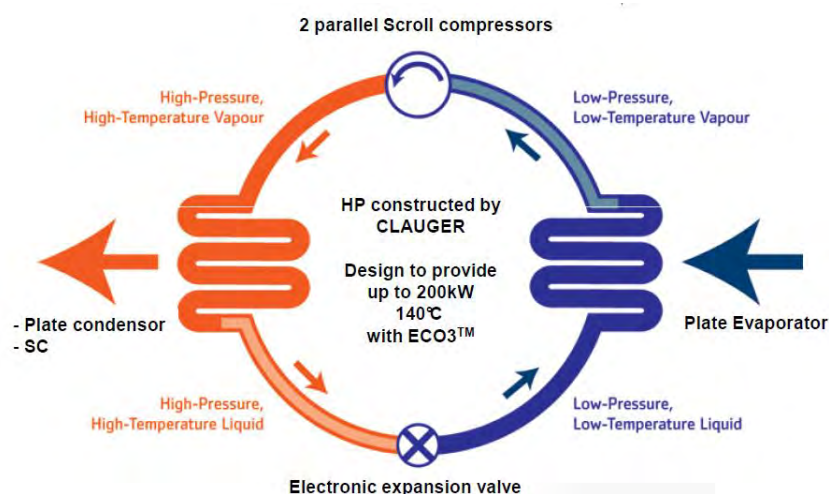 2 parallel Scroll compressors
High-Pressure,
High-Temperature Vapour
Low-Pressure,
Low-Temperature Vapour
HP constructed by
CLAUGER
Design to provide
up to 200kW
140°C
with ECO3™
- Plate condensor
- SC
Plate Evaporator
High-Pressure,
High-Temperature Liquid
Low-Pressure,
Low-Temperature Liquid
Electronic expansion valve